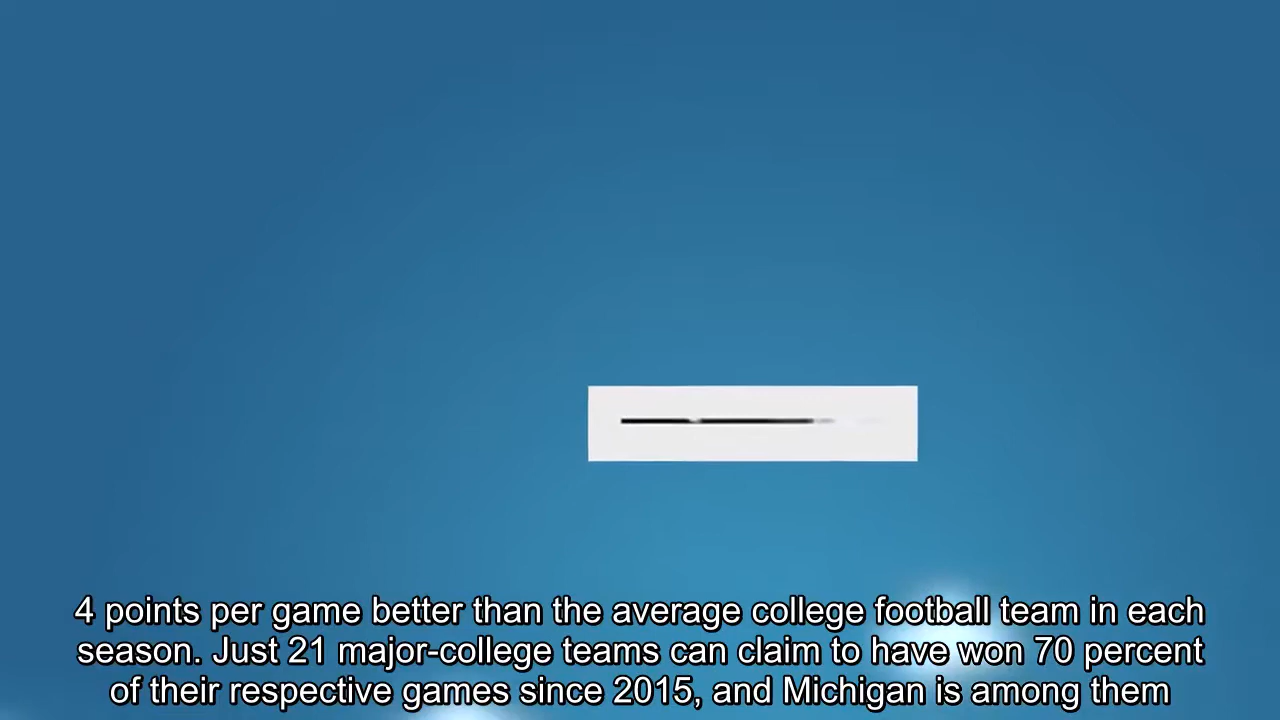 4 points per game better than the average college football team in each
season. Just 21 major-college teams can claim to have won 70 percent
of their respective games since 2015, and Michigan is among them